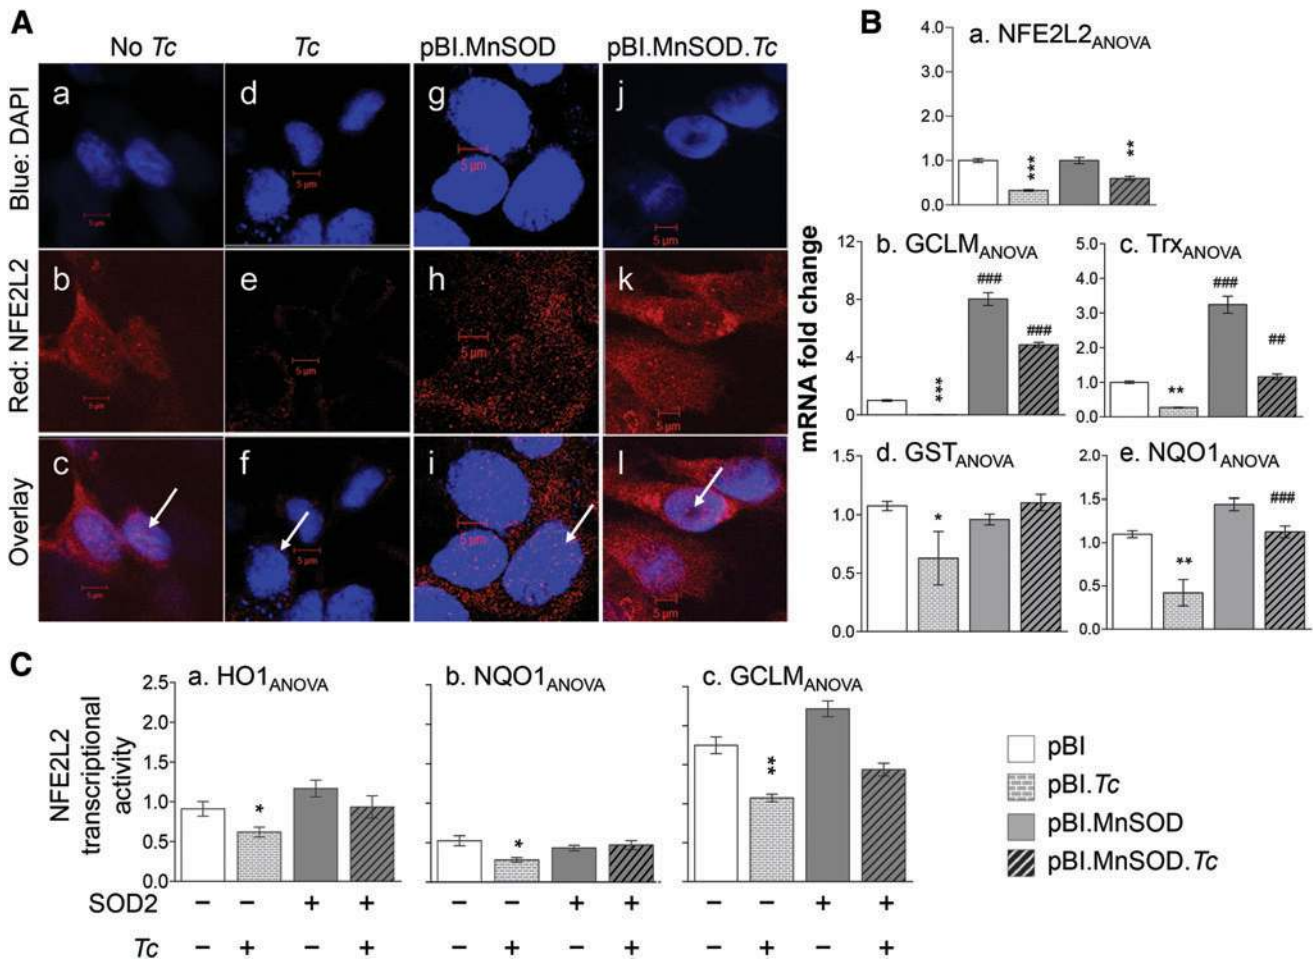 A
No Tc
Tc
pBI.MnSOD
pBI.MnSOD.Tc
Blue: DAPI
a
5 µm
d
5 µm
g
5 µm
j
5 µm
Red: NFE2L2
b
5 µm
e
5 µm
h
5 µm
k
5 µm
Overlay
c
5 µm
f
5 µm
i
5 µm
l
5 µm
B
mRNA fold change
a. NFE2L2ANOVA
4.0
3.0
2.0
1.0
0.0
***
**
b. GCLMANOVA
12
8
4
0
***
###
###
c. TrxANOVA
5.0
4.0
3.0
2.0
1.0
0.0
**
###
##
d. GSTANOVA
1.5
1.0
0.5
0.0
*
e. NQO1ANOVA
2.0
1.5
1.0
0.5
0.0
**
###
C
NFE2L2
transcriptional
activity
a. HO1ANOVA
2.5
2.0
1.5
1.0
0.5
0.0
*
b. NQO1ANOVA
*
c. GCLMANOVA
**
SOD2 − − + + − − + + − − + +
Tc − + − + − + − + − + − +
pBI
pBI.Tc
pBI.MnSOD
pBI.MnSOD.Tc